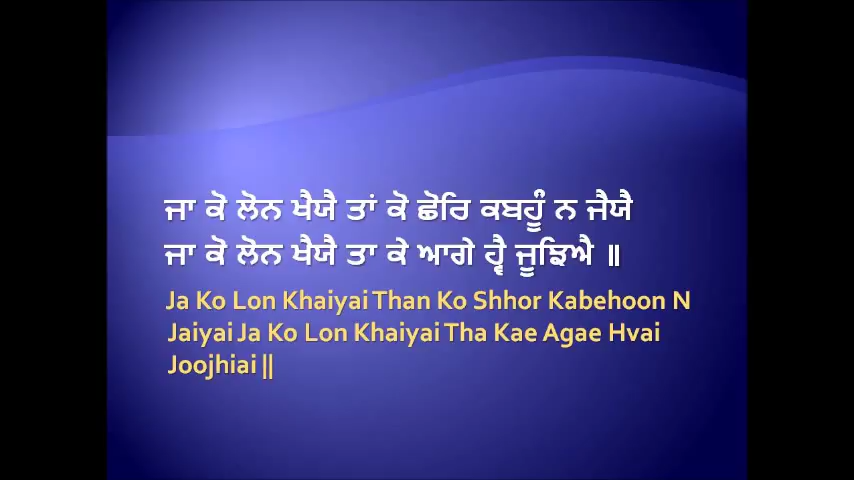 ਜਾ ਕੋ ਲੋਨ ਖੈਯੈ ਤਾਂ ਕੋ ਛੋਰਿ ਕਬਹੂੰ ਨ ਜੈਯੈ
ਜਾ ਕੋ ਲੋਨ ਖੈਯੈ ਤਾ ਕੇ ਆਗੇ ਹ੍ਵੈ ਜੂਝਿਐ ॥
Ja Ko Lon Khaiyai Than Ko Shhor Kabehoon N
Jaiyai Ja Ko Lon Khaiyai Tha Kae Agae Hvai
Joojhiai ||